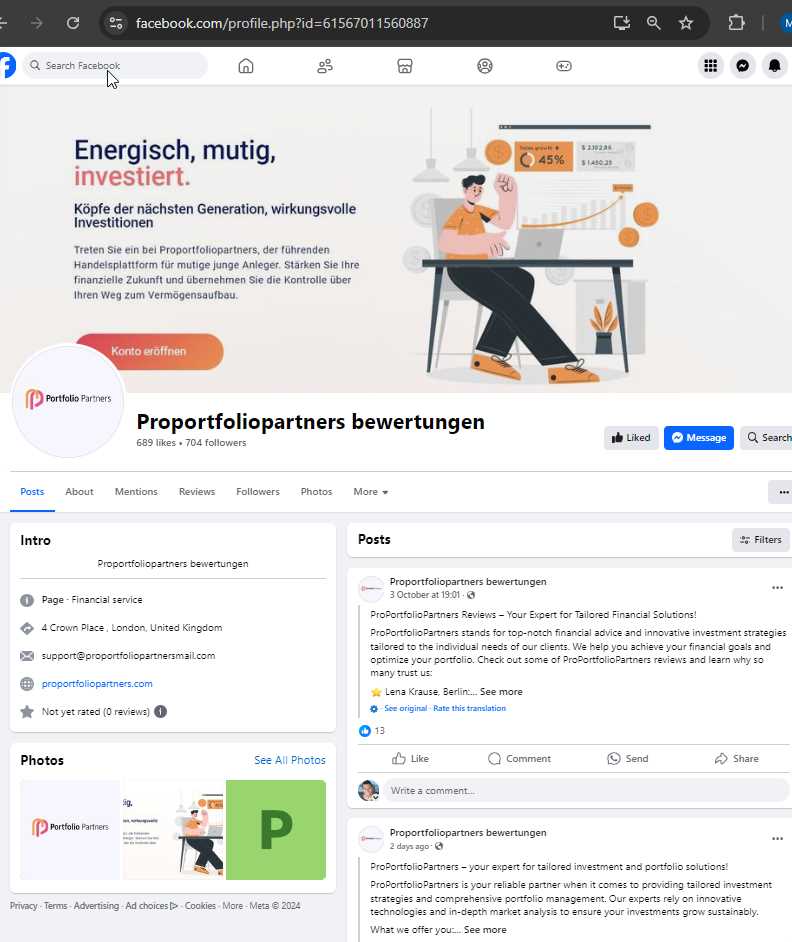 facebook.com/profile.php?id=61567011560887
Search Facebook
Energisch, mutig,
investiert.
Köpfe der nächsten Generation, wirkungsvolle
Investitionen
Treten Sie ein bei Proportfoliopartners, der führenden
Handelsplattform für mutige junge Anleger. Stärken Sie Ihre
finanzielle Zukunft und übernehmen Sie die Kontrolle über
Ihren Weg zum Vermögensaufbau.
Konto eröffnen
45%
Portfolio Partners
Proportfoliopartners bewertungen
689 likes • 704 followers
Liked
Message
Search
Posts
About
Mentions
Reviews
Followers
Photos
More
Intro
Proportfoliopartners bewertungen
Page · Financial service
4 Crown Place , London, United Kingdom
support@proportfoliopartnersmail.com
proportfoliopartners.com
Not yet rated (0 reviews)
Photos
See All Photos
Portfolio Partners
P
Privacy · Terms · Advertising · Ad choices · Cookies · More · Meta © 2024
Posts
Filters
Proportfoliopartners bewertungen
3 October at 19:01 ·
ProPortfolioPartners Reviews – Your Expert for Tailored Financial Solutions!
ProPortfolioPartners stands for top-notch financial advice and innovative investment strategies
tailored to the individual needs of our clients. We help you achieve your financial goals and
optimize your portfolio. Check out some of ProPortfolioPartners reviews and learn why so
many trust us:
⭐ Lena Krause, Berlin:... See more
· See original · Rate this translation
13
Like
Comment
Send
Share
Write a comment...
Proportfoliopartners bewertungen
2 days ago ·
ProPortfolioPartners – your expert for tailored investment and portfolio solutions!
ProPortfolioPartners is your reliable partner when it comes to providing tailored investment
strategies and comprehensive portfolio management. Our experts rely on innovative
technologies and in-depth market analysis to ensure your investments grow sustainably.
What we offer you:... See more